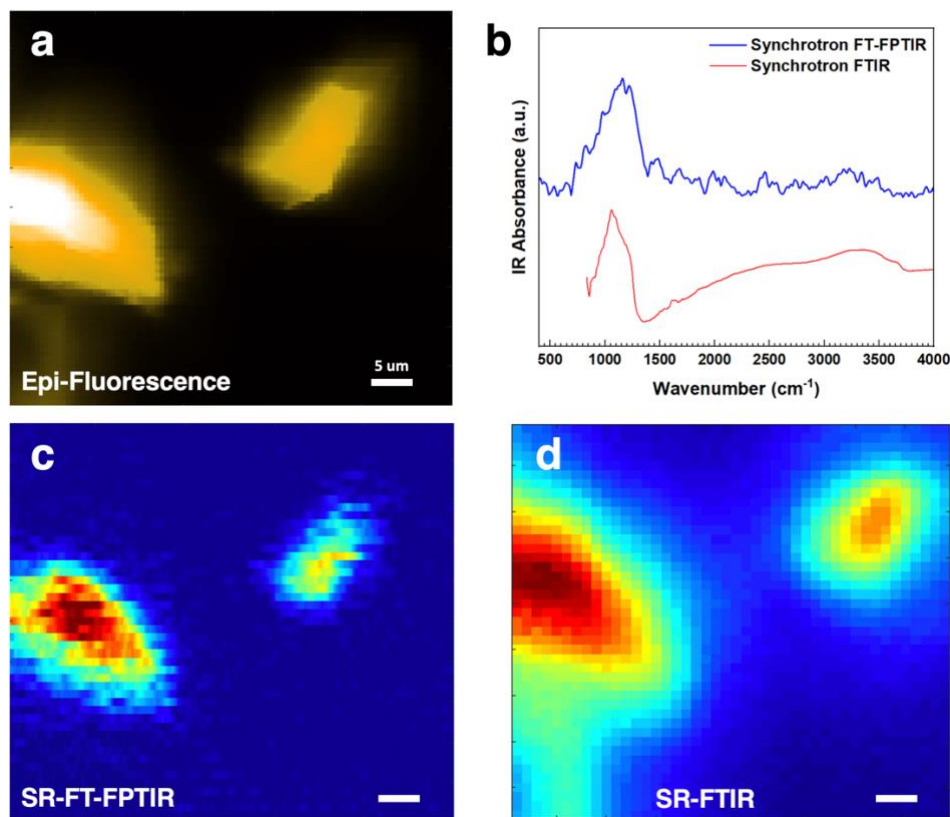 a
Epi-Fluorescence
5 um
b
Synchrotron FT-FPTIR
Synchrotron FTIR
IR Absorbance (a.u.)
500 1000 1500 2000 2500 3000 3500 4000
Wavenumber (cm⁻¹)
c
SR-FT-FPTIR
d
SR-FTIR